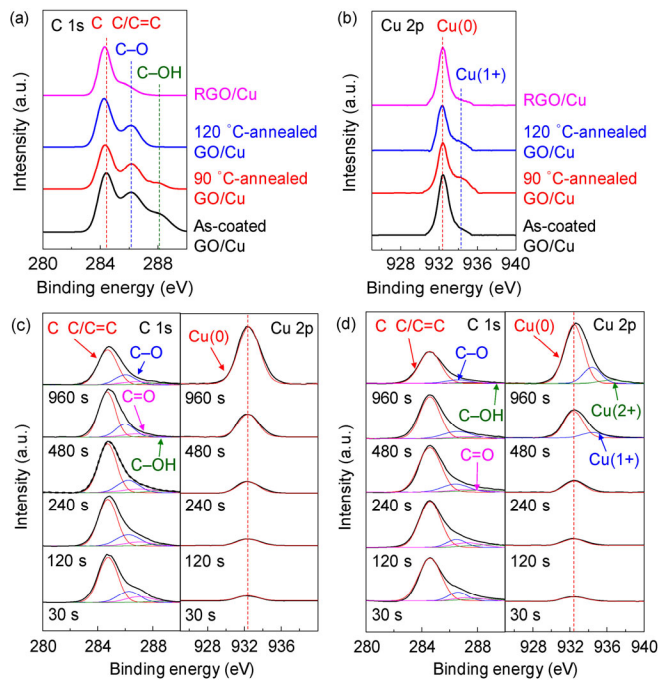 (a)
C 1s C C/C=C
C–O
C–OH
RGO/Cu
120 °C-annealed
GO/Cu
90 °C-annealed
GO/Cu
As-coated
GO/Cu
Intesnsity (a.u.)
280 284 288
Binding energy (eV)
(b)
Cu 2p Cu(0)
Cu(1+)
RGO/Cu
120 °C-annealed
GO/Cu
90 °C-annealed
GO/Cu
As-coated
GO/Cu
Intesnsity (a.u.)
928 932 936 940
Binding energy (eV)
(c)
C C/C=C C 1s
C–O
960 s
C=O
480 s
C–OH
240 s
120 s
30 s
Cu(0) Cu 2p
960 s
480 s
240 s
120 s
30 s
Intensity (a.u.)
280 284 288 928 932 936
Binding energy (eV)
(d)
C C/C=C C 1s
C–O
960 s
C–OH
480 s
C=O
240 s
120 s
30 s
Cu(0) Cu 2p
960 s
Cu(2+)
480 s
Cu(1+)
240 s
120 s
30 s
Intensity (a.u.)
280 284 288 928 932 936 940
Binding energy (eV)